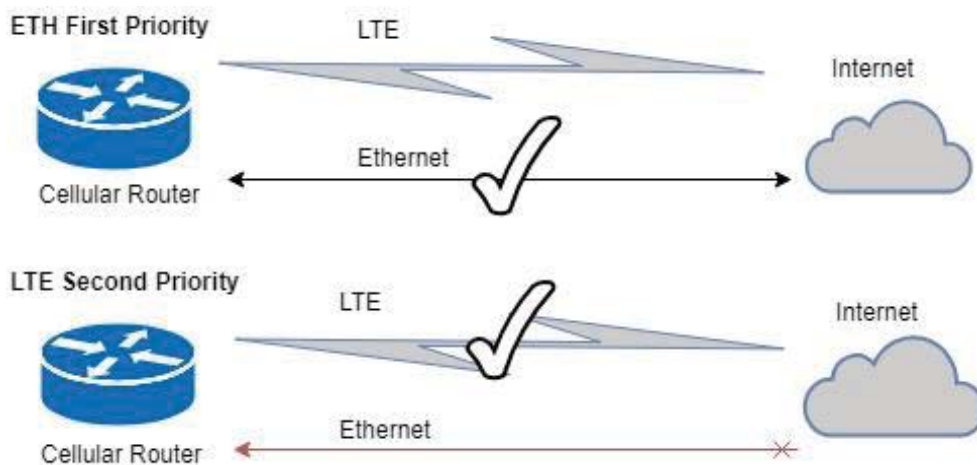 ETH First Priority
LTE
Internet
Ethernet
Cellular Router
LTE Second Priority
LTE
Internet
Ethernet
Cellular Router